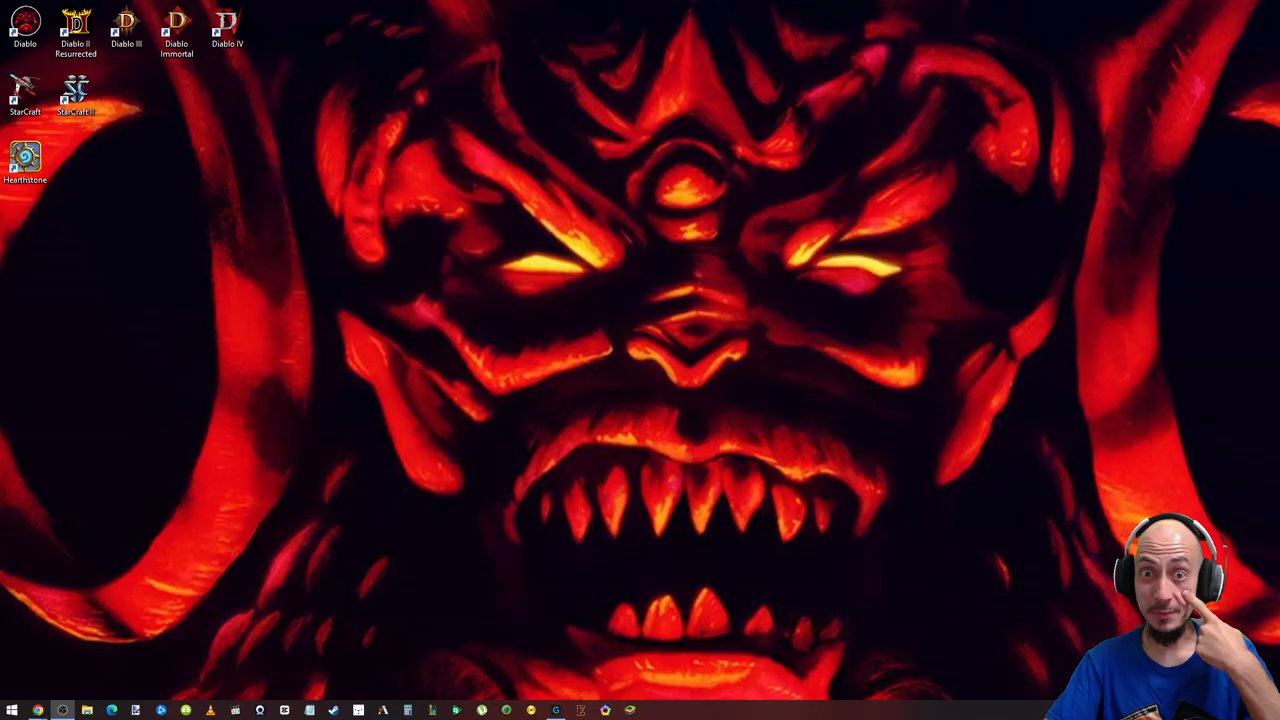 Diablo
Diablo II
Resurrected
Diablo III
Diablo
Immortal
Diablo IV
StarCraft
StarCraft II
Hearthstone